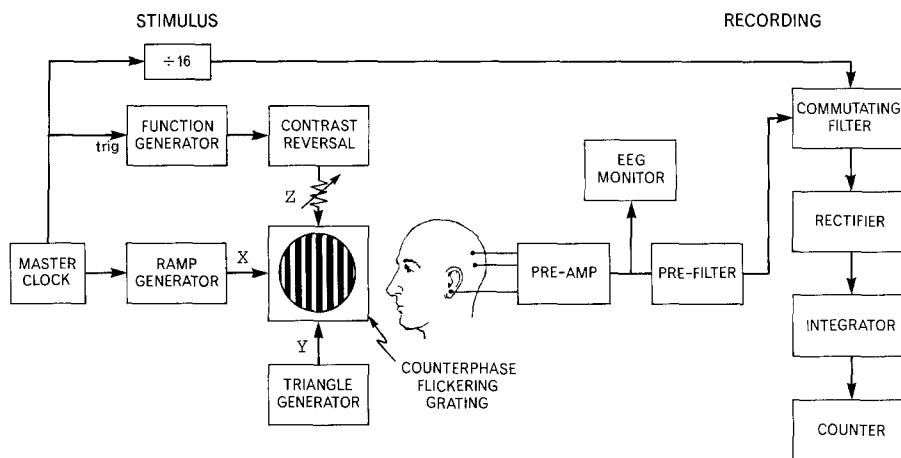 STIMULUS
RECORDING
÷16
FUNCTION
GENERATOR
CONTRAST
REVERSAL
trig
COMMUTATING
FILTER
EEG
MONITOR
Z
RECTIFIER
MASTER
CLOCK
RAMP
GENERATOR
X
PRE-AMP
PRE-FILTER
INTEGRATOR
Y
TRIANGLE
GENERATOR
COUNTERPHASE
FLICKERING
GRATING
COUNTER